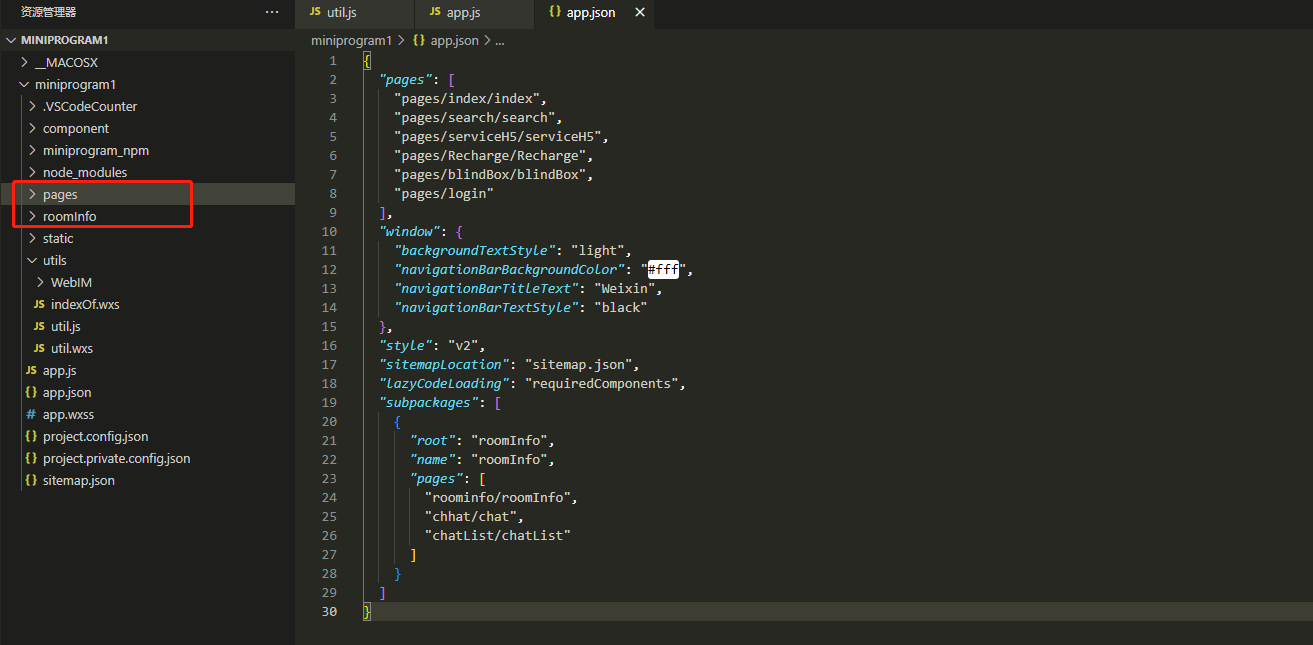 资源管理器
···
MINIPROGRAM1
__MACOSX
miniprogram1
.VSCodeCounter
component
miniprogram_npm
node_modules
pages
roomInfo
static
utils
WebIM
JS indexOf.wxs
JS util.js
JS util.wxs
JS app.js
{} app.json
# app.wxss
{} project.config.json
{} project.private.config.json
{} sitemap.json
JS util.js JS app.js {} app.json ×
miniprogram1 > {} app.json > ...
1 {
2 "pages": [
3 "pages/index/index",
4 "pages/search/search",
5 "pages/serviceH5/serviceH5",
6 "pages/Recharge/Recharge",
7 "pages/blindBox/blindBox",
8 "pages/login"
9 ],
10 "window": {
11 "backgroundTextStyle": "light",
12 "navigationBarBackgroundColor": "#fff",
13 "navigationBarTitleText": "Weixin",
14 "navigationBarTextStyle": "black"
15 },
16 "style": "v2",
17 "sitemapLocation": "sitemap.json",
18 "lazyCodeLoading": "requiredComponents",
19 "subpackages": [
20 {
21 "root": "roomInfo",
22 "name": "roomInfo",
23 "pages": [
24 "roominfo/roomInfo",
25 "chhat/chat",
26 "chatList/chatList"
27 ]
28 }
29 ]
30 }